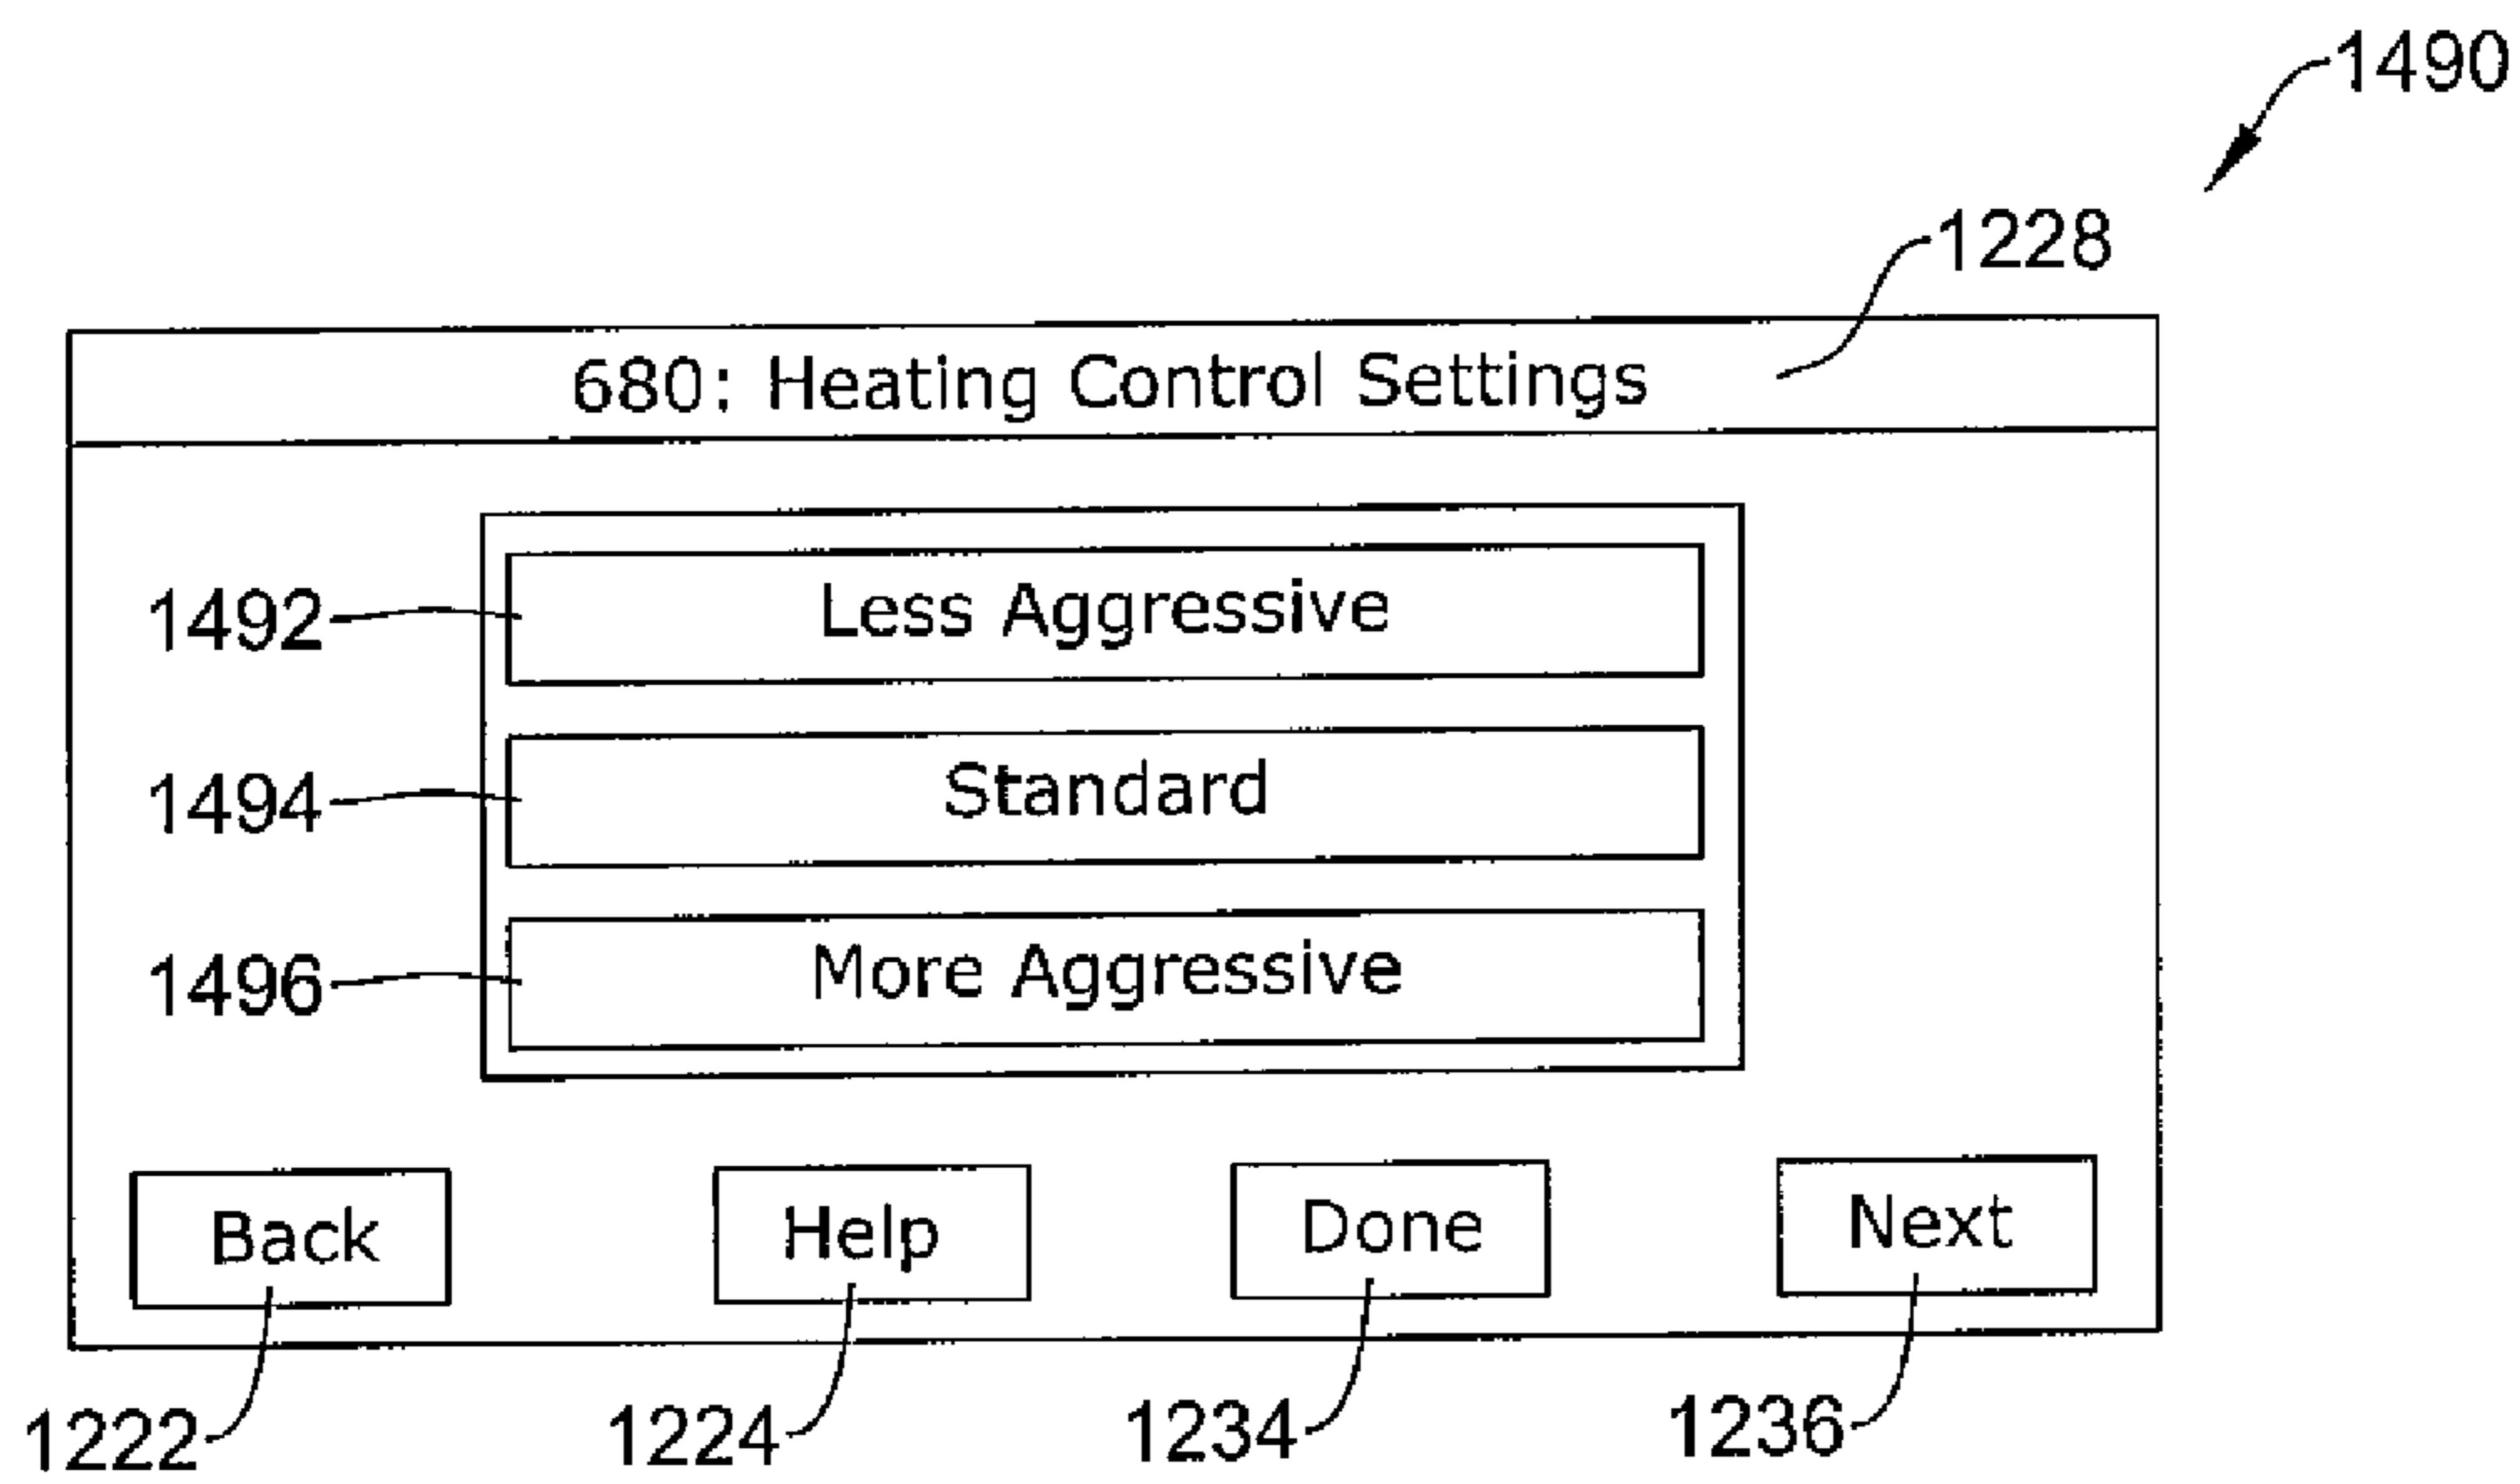 1490
1228
680: Heating Control Settings
1492 Less Aggressive
1494 Standard
1496 More Aggressive
Back Help Done Next
1222 1224 1234 1236